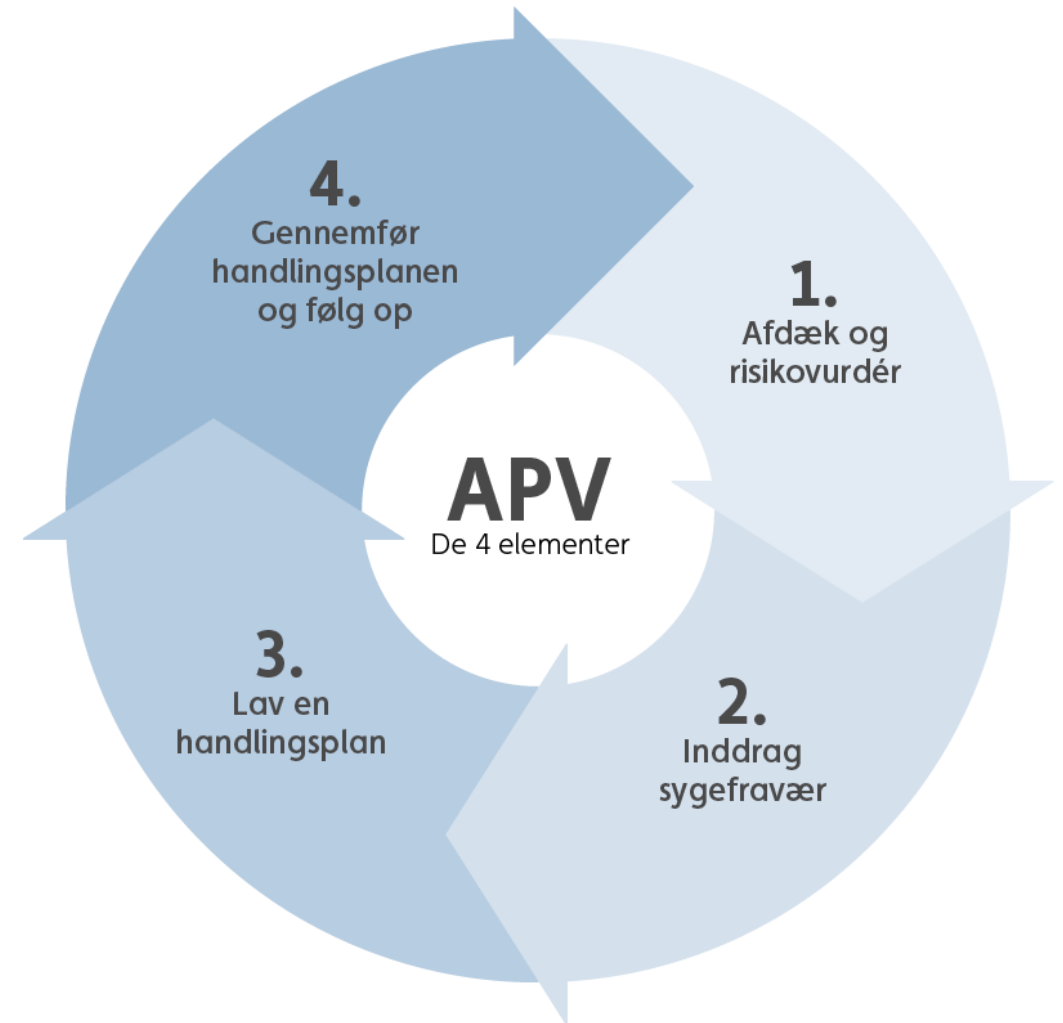 APV
De 4 elementer
1.
Afdæk og
risikovurdér
2.
Inddrag
sygefravær
3.
Lav en
handlingsplan
4.
Gennemfør
handlingsplanen
og følg op